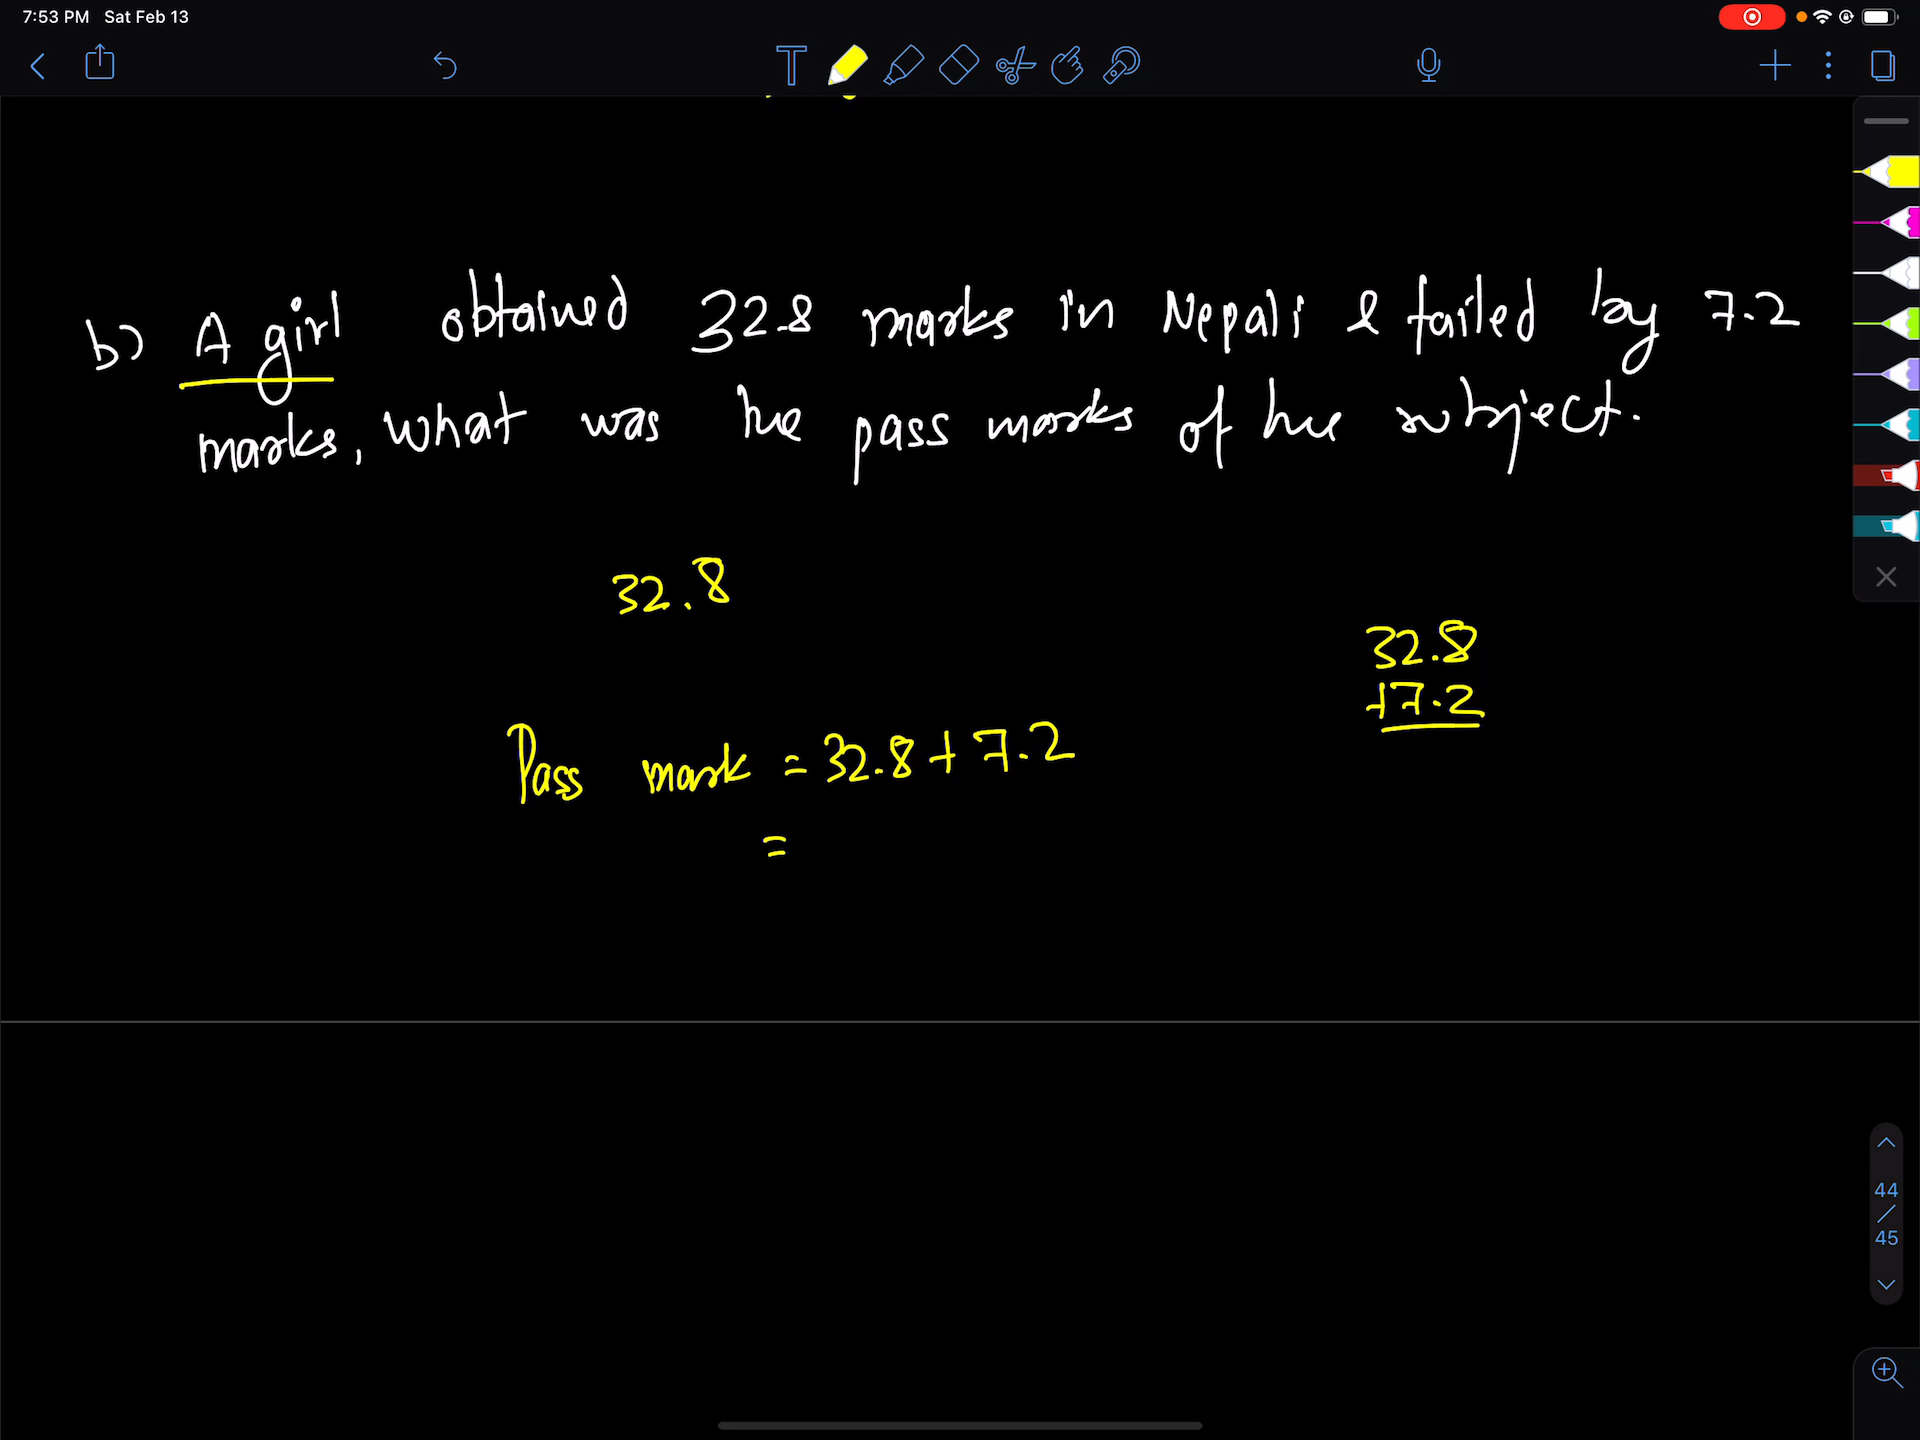 7:53 PM Sat Feb 13
b) A girl obtained 32.8 marks in Nepali & failed by 7.2
marks, what was the pass marks of the subject.
32.8
32.8
+7.2
Pass mark = 32.8 + 7.2
=
44
/
45